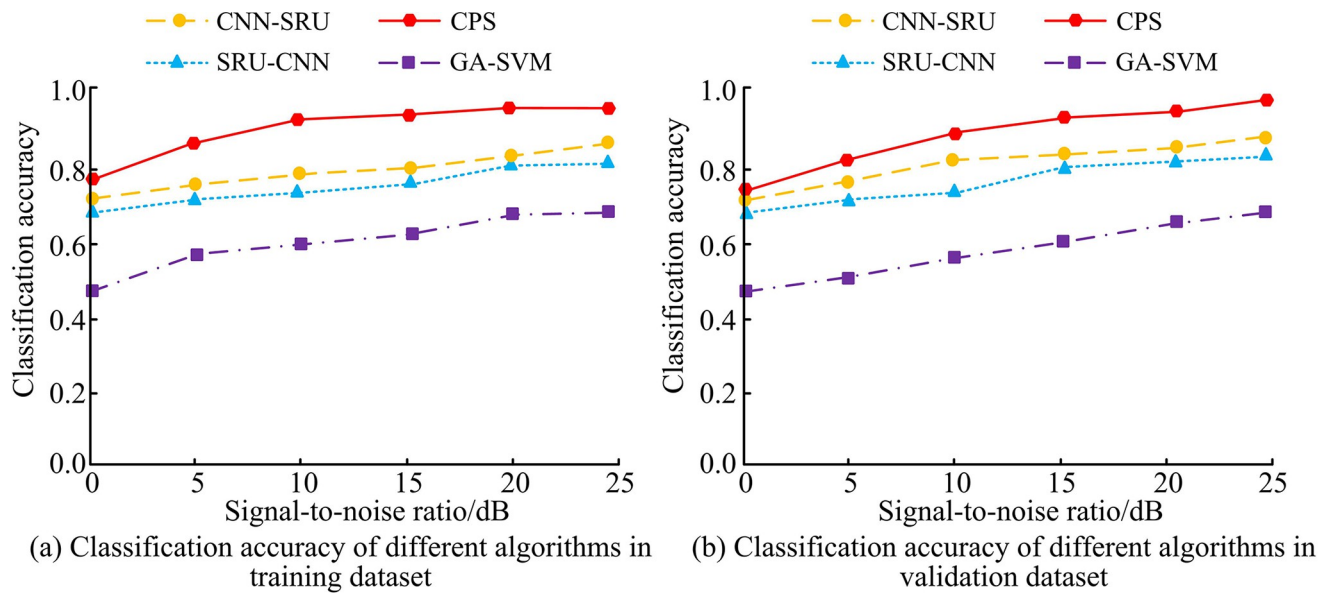 CNN-SRU CPS
SRU-CNN GA-SVM
Classification accuracy
1.0
0.8
0.6
0.4
0.2
0.0
0 5 10 15 20 25
Signal-to-noise ratio/dB
(a) Classification accuracy of different algorithms in
training dataset
CNN-SRU CPS
SRU-CNN GA-SVM
Classification accuracy
1.0
0.8
0.6
0.4
0.2
0.0
0 5 10 15 20 25
Signal-to-noise ratio/dB
(b) Classification accuracy of different algorithms in
validation dataset